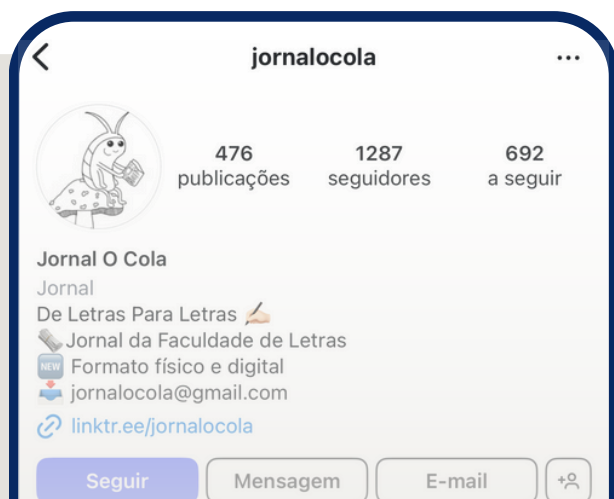 jornalocola
476 1287 692
publicações seguidores a seguir
Jornal O Cola
Jornal
De Letras Para Letras ✍🏻
🗞️ Jornal da Faculdade de Letras
🆕 Formato físico e digital
📥 jornalocola@gmail.com
linktr.ee/jornalocola
Seguir Mensagem E-mail